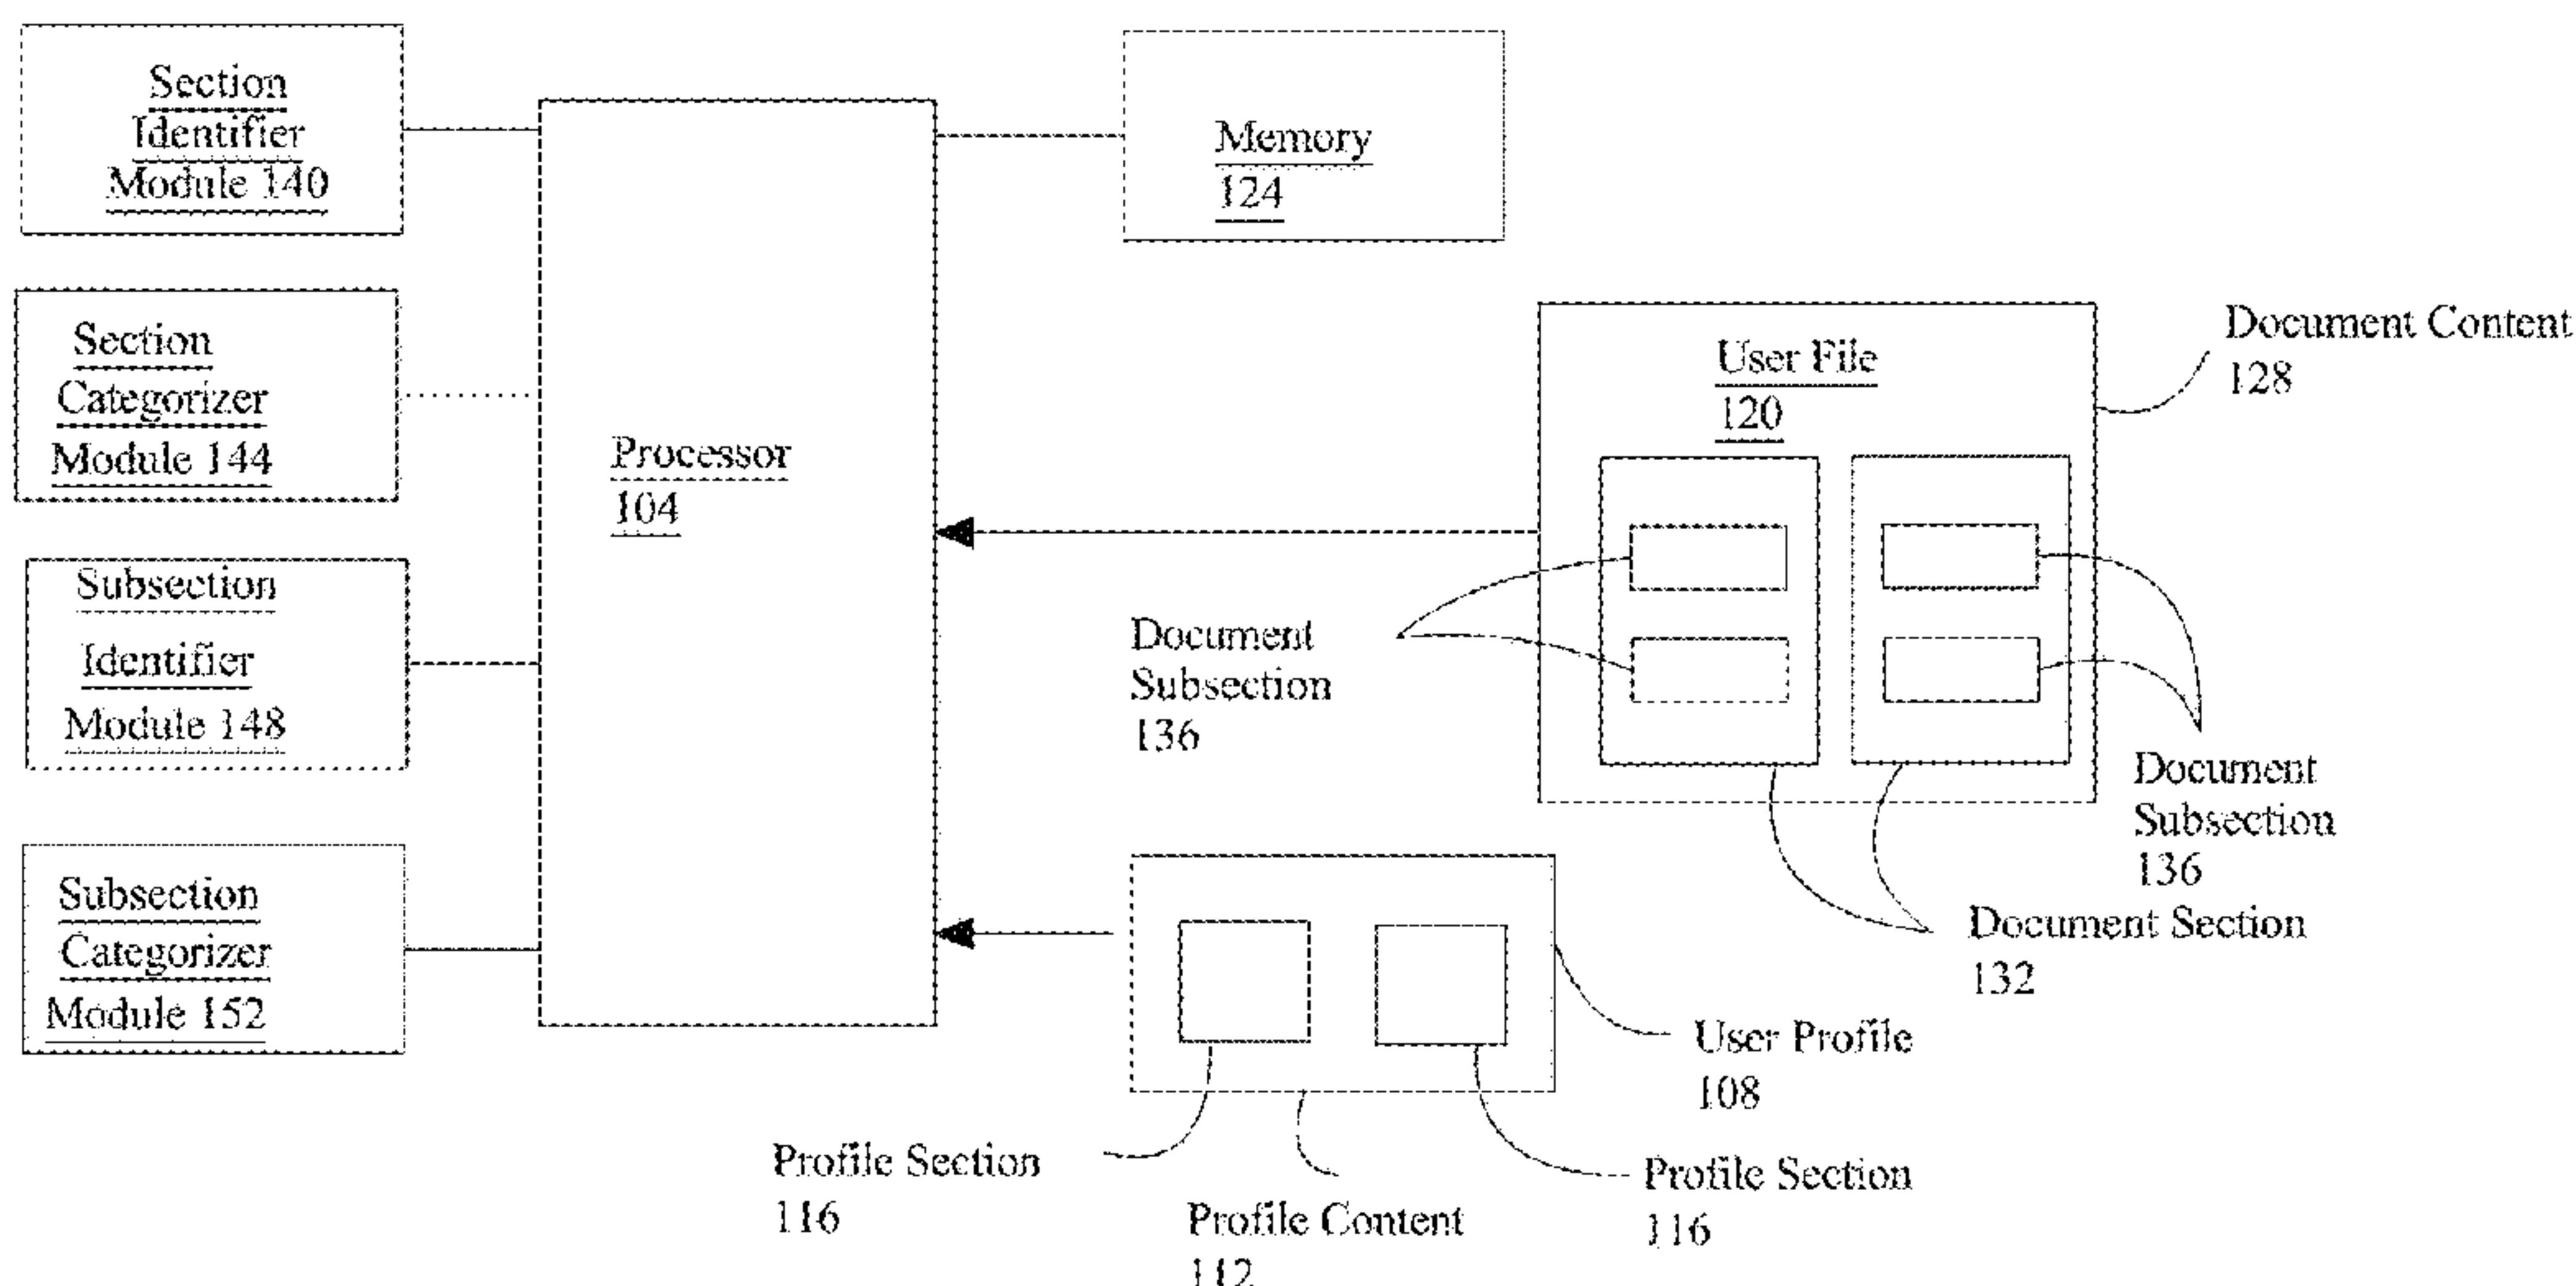 Section
Identifier
Module 140
Section
Categorizer
Module 144
Subsection
Identifier
Module 148
Subsection
Categorizer
Module 152
Processor
104
Memory
124
User File
120
Document Content
128
Document
Subsection
136
Document
Subsection
136
Document Section
132
User Profile
108
Profile Section
116
Profile Content
112
Profile Section
116